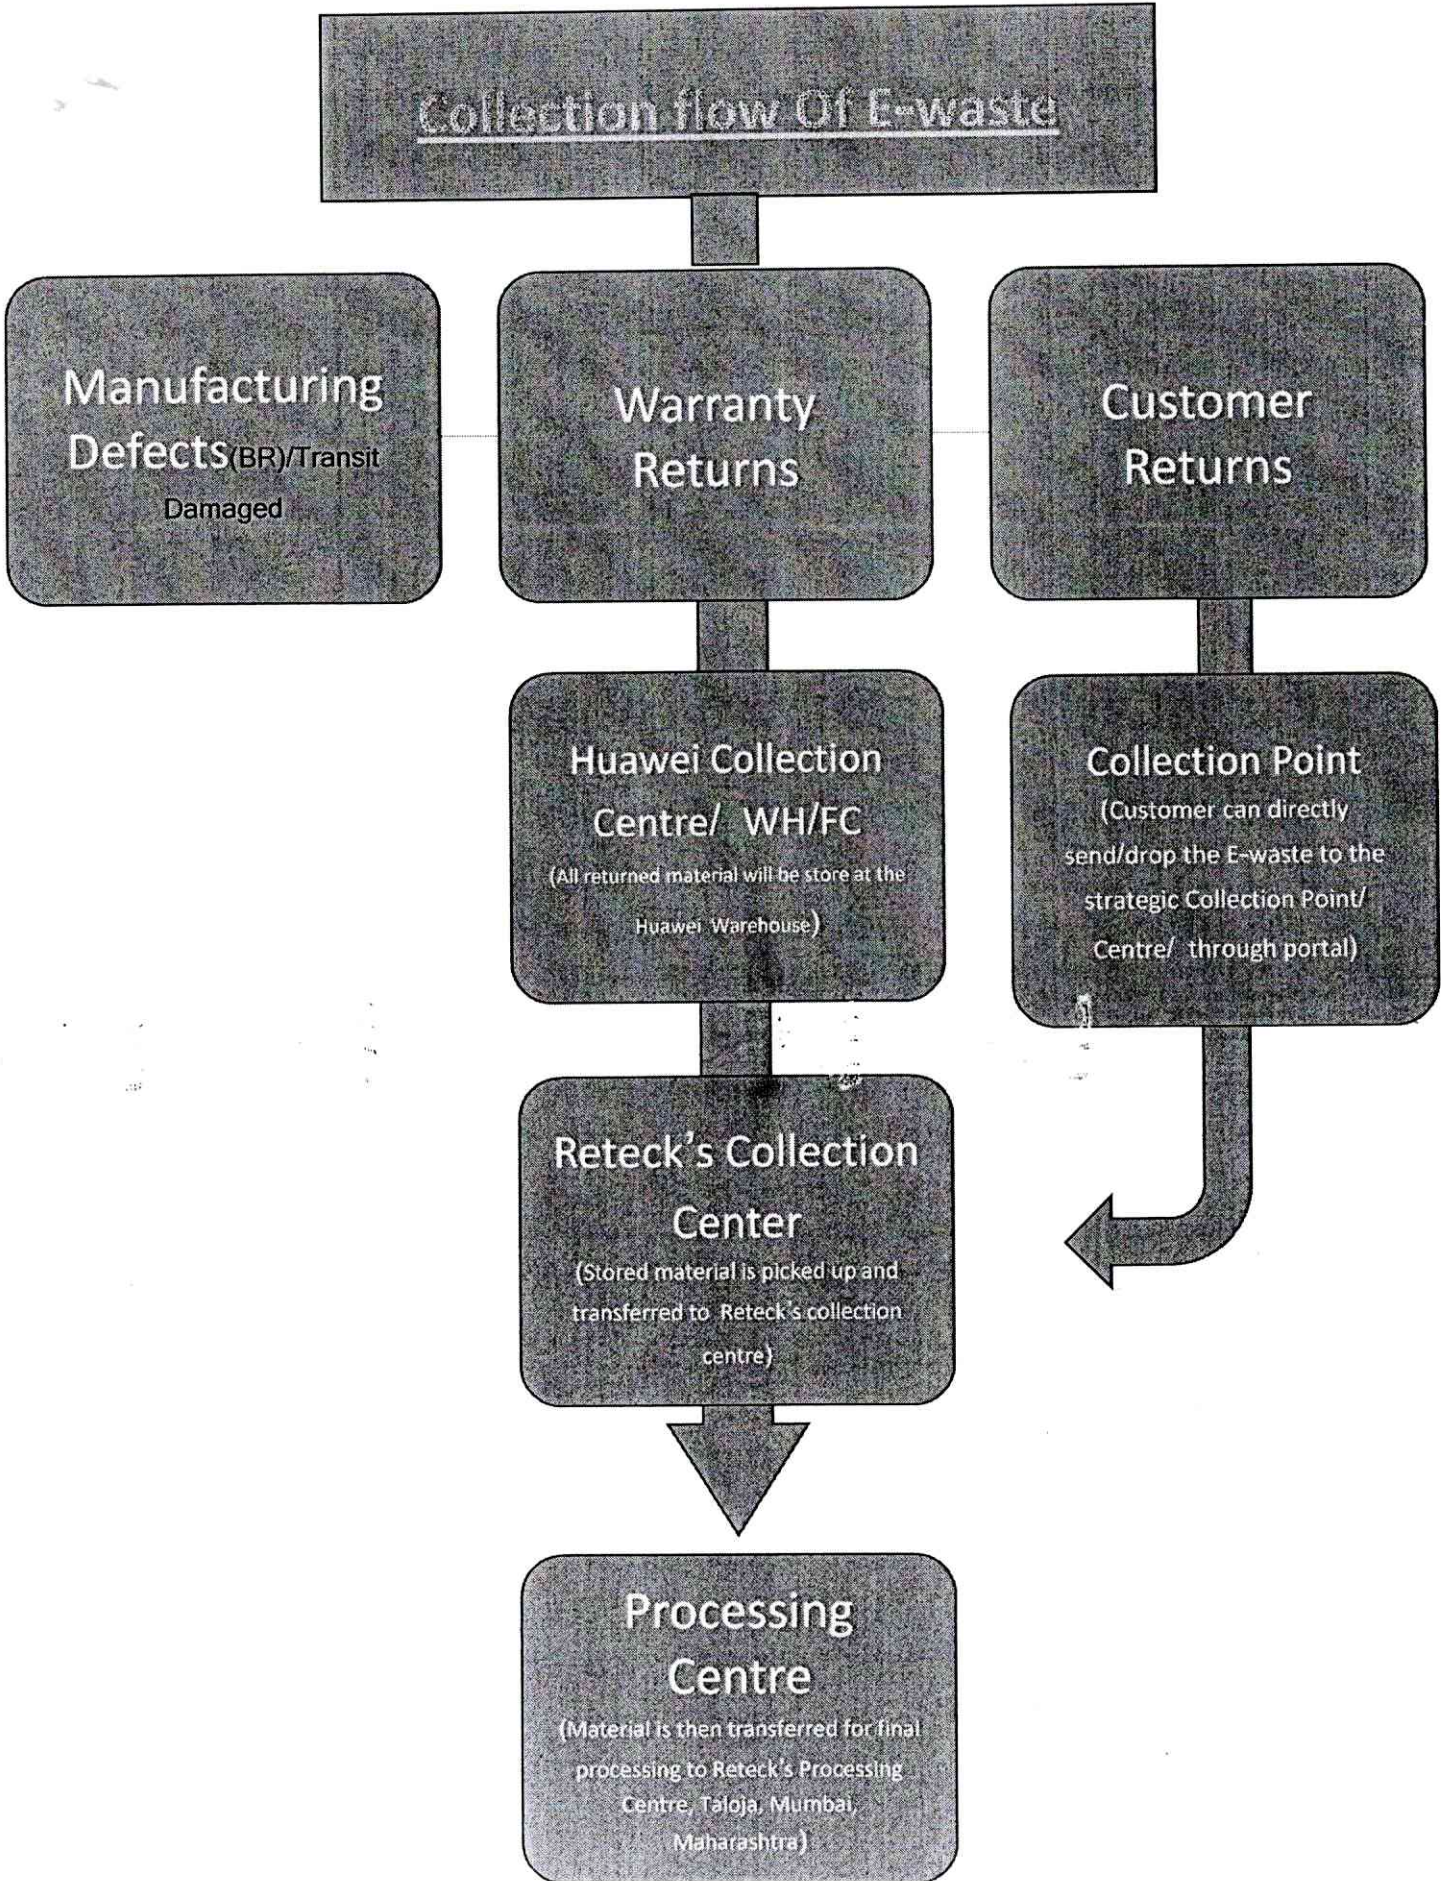 Collection flow Of E-waste
Manufacturing
Defects(BR)/Transit
Damaged
Warranty
Returns
Customer
Returns
Huawei Collection
Centre/ WH/FC
(All returned material will be store at the
Huawei Warehouse)
Collection Point
(Customer can directly
send/drop the E-waste to the
strategic Collection Point/
Centre/ through portal)
Reteck's Collection
Center
(Stored material is picked up and
transferred to Reteck's collection
centre)
Processing
Centre
(Material is then transferred for final
processing to Reteck's Processing
Centre, Taloja, Mumbai,
Maharashtra)